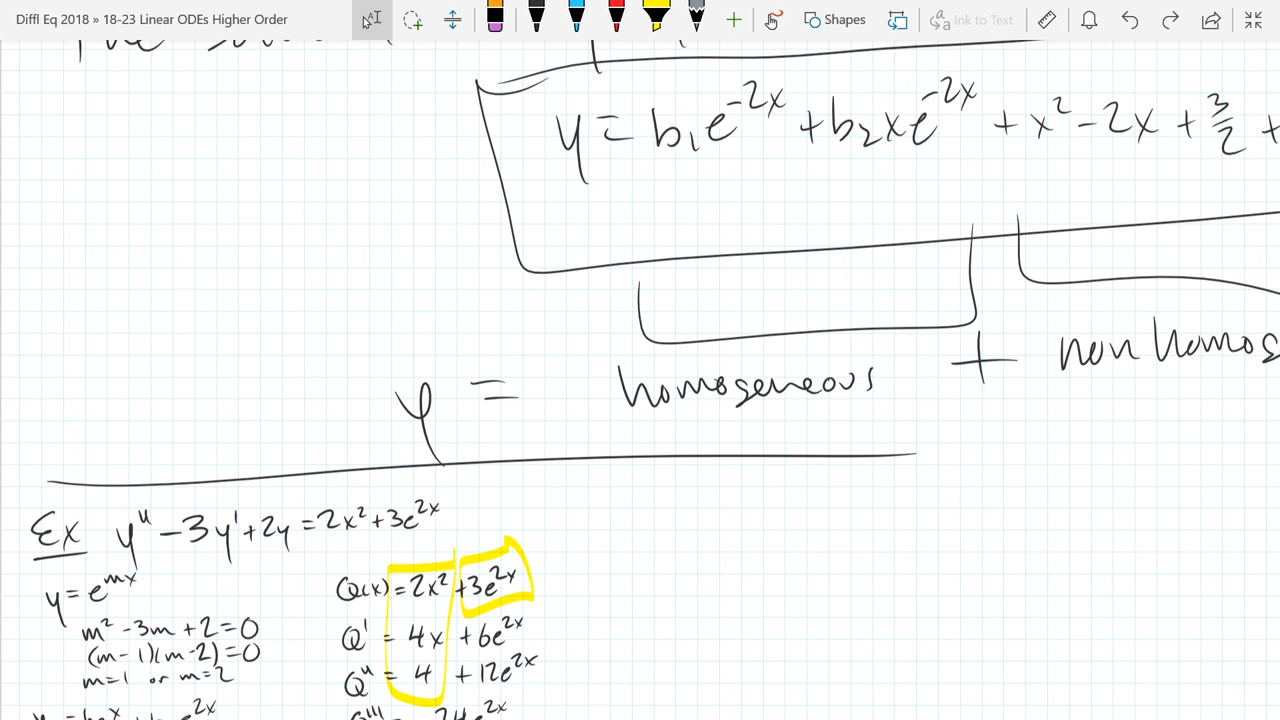 Diffl Eq 2018 » 18-23 Linear ODEs Higher Order
Shapes
Ink to Text
y = b₁e^{-2x} + b₂xe^{-2x} + x² - 2x + 3/2 +
y = homogeneous + non homog
Ex y'' - 3y' + 2y = 2x² + 3e^{2x}
y = e^{mx}
m² - 3m + 2 = 0
(m - 1)(m - 2) = 0
m = 1 or m = 2
Q(x) = 2x² + 3e^{2x}
Q' = 4x + 6e^{2x}
Q'' = 4 + 12e^{2x}